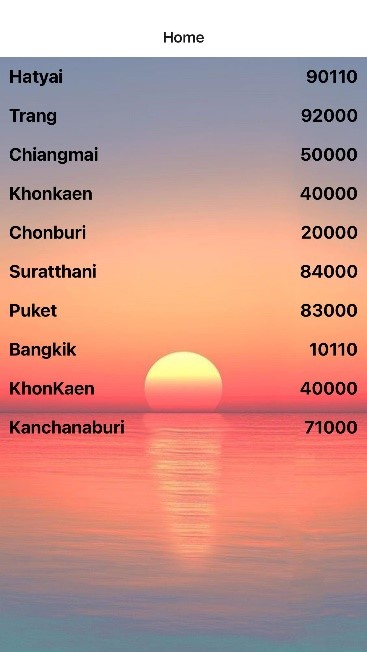 Home
Hatyai 90110
Trang 92000
Chiangmai 50000
Khonkaen 40000
Chonburi 20000
Suratthani 84000
Puket 83000
Bangkik 10110
KhonKaen 40000
Kanchanaburi 71000